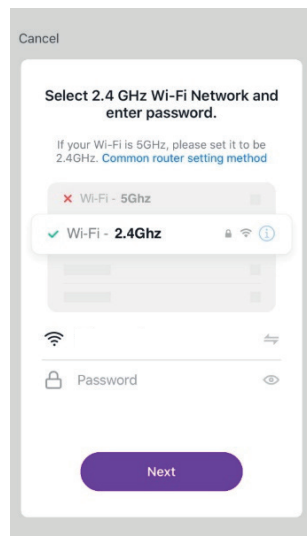 Cancel
Select 2.4 GHz Wi-Fi Network and
enter password.
If your Wi-Fi is 5GHz, please set it to be
2.4GHz. Common router setting method
Wi-Fi - 5Ghz
Wi-Fi - 2.4Ghz
Password
Next